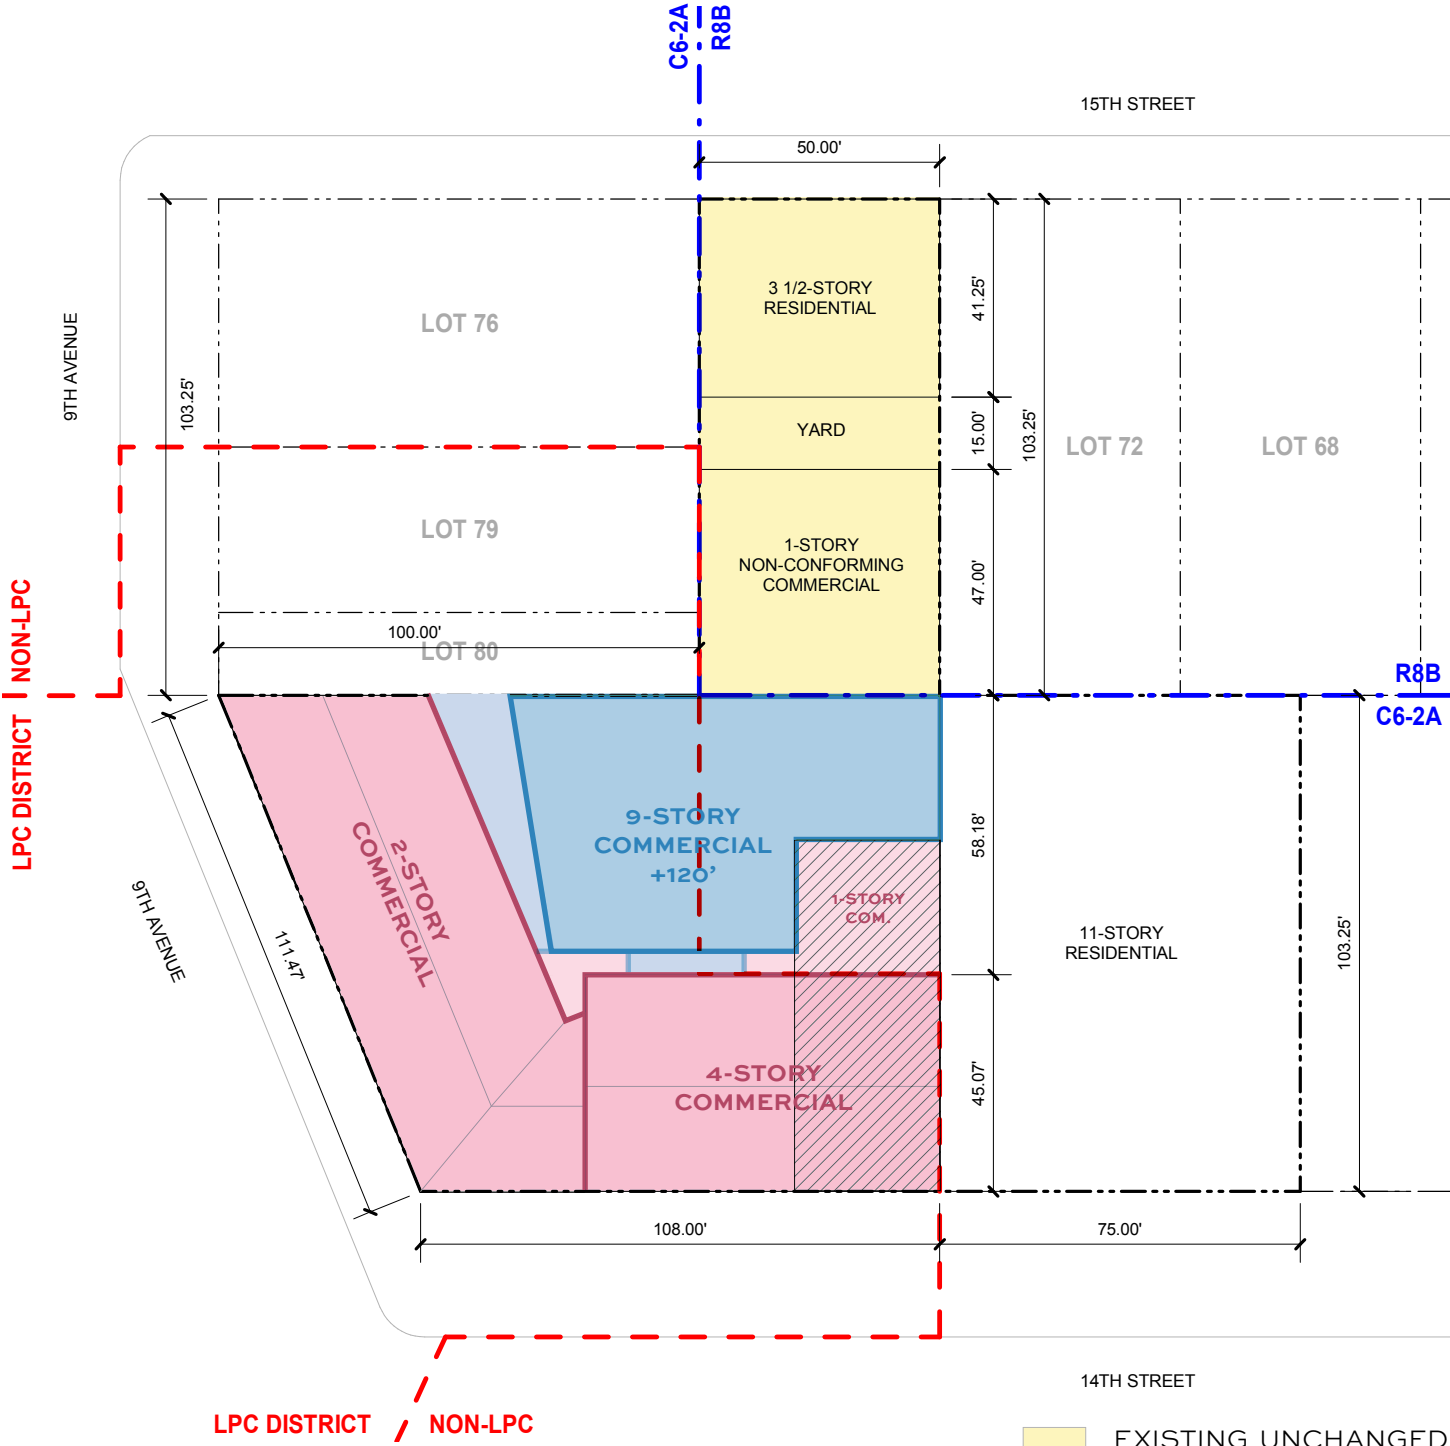 C6-2A
R8B
15TH STREET
50.00'
3 1/2-STORY
RESIDENTIAL
41.25'
LOT 76
9TH AVENUE
103.25'
YARD
15.00'
103.25'
LOT 72
LOT 68
LOT 79
1-STORY
NON-CONFORMING
COMMERCIAL
47.00'
NON-LPC
LPC DISTRICT
100.00'
LOT 80
R8B
C6-2A
9-STORY
COMMERCIAL
+120'
2-STORY
COMMERCIAL
58.18'
1-STORY
COM.
9TH AVENUE
111.47'
11-STORY
RESIDENTIAL
103.25'
4-STORY
COMMERCIAL
45.07'
108.00'
75.00'
14TH STREET
LPC DISTRICT
NON-LPC
EXISTING UNCHANGED